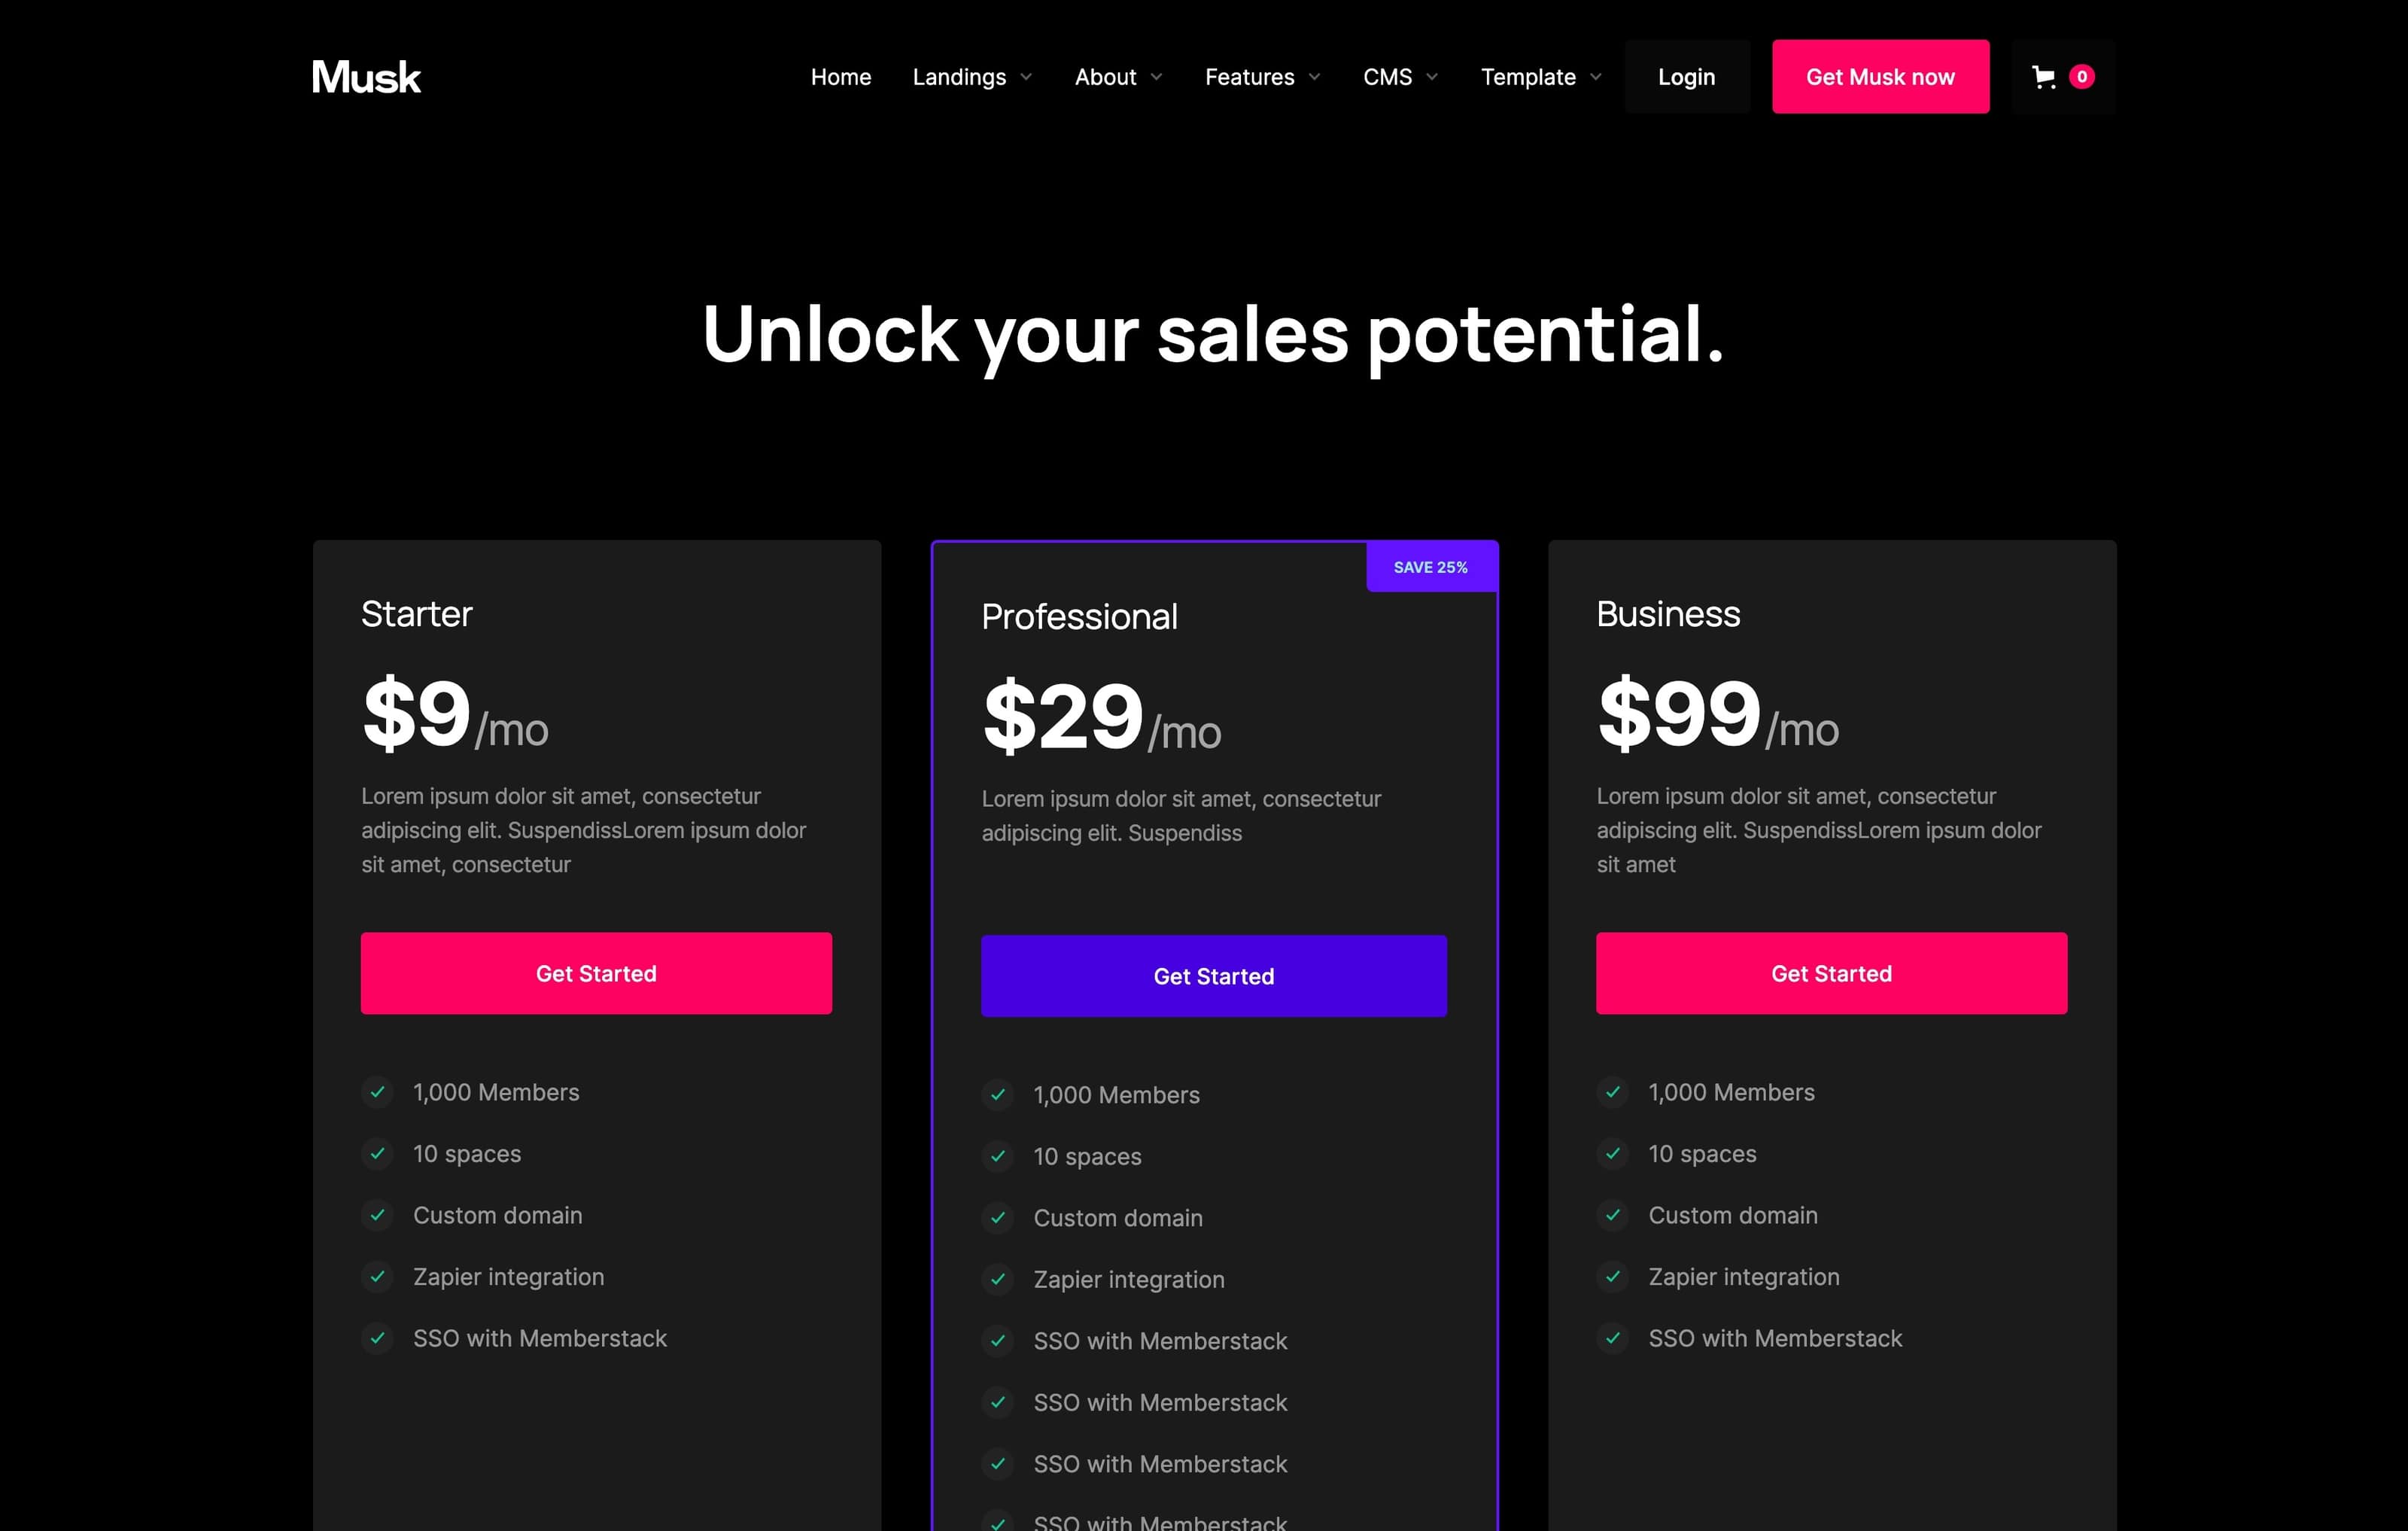 Musk
Home
Landings
About
Features
CMS
Template
Login
Get Musk now
0
Unlock your sales potential.
Starter
$9/mo
Lorem ipsum dolor sit amet, consectetur
adipiscing elit. SuspendissLorem ipsum dolor
sit amet, consectetur
Get Started
1,000 Members
10 spaces
Custom domain
Zapier integration
SSO with Memberstack
SAVE 25%
Professional
$29/mo
Lorem ipsum dolor sit amet, consectetur
adipiscing elit. Suspendiss
Get Started
1,000 Members
10 spaces
Custom domain
Zapier integration
SSO with Memberstack
SSO with Memberstack
SSO with Memberstack
SSO with Memberstack
Business
$99/mo
Lorem ipsum dolor sit amet, consectetur
adipiscing elit. SuspendissLorem ipsum dolor
sit amet
Get Started
1,000 Members
10 spaces
Custom domain
Zapier integration
SSO with Memberstack